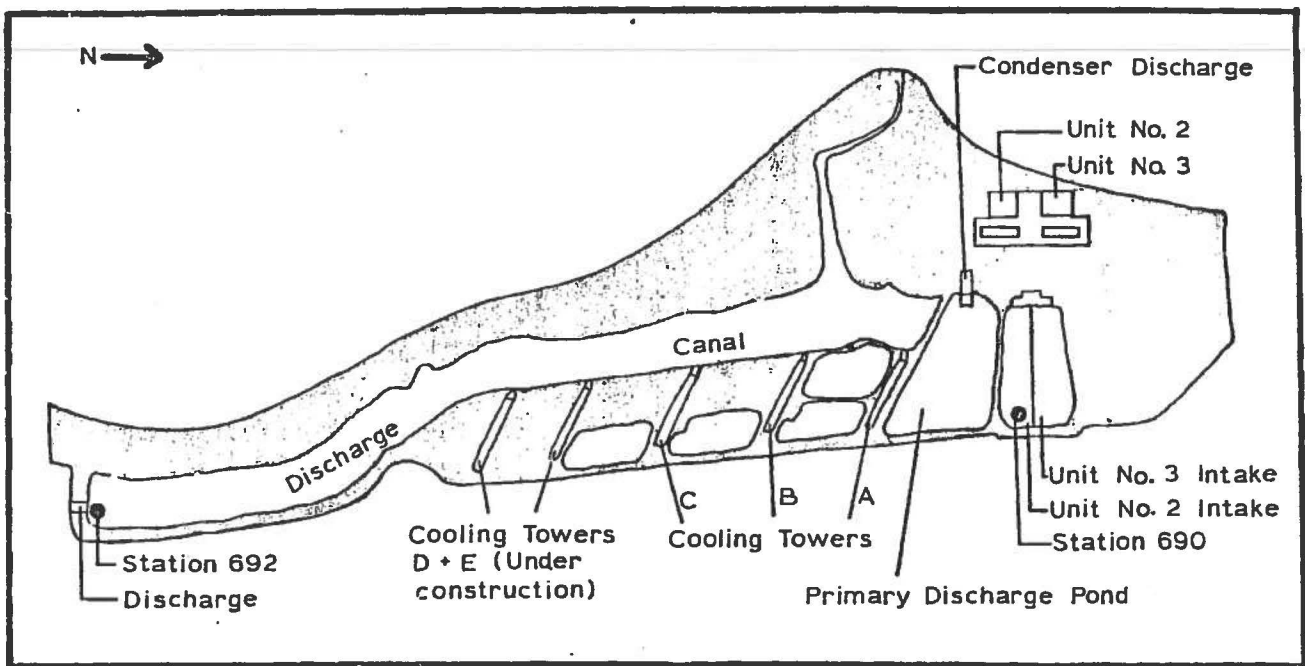 N
Condenser Discharge
Unit No. 2
Unit No. 3
Canal
Discharge
Unit No. 3 Intake
Unit No. 2 Intake
Station 690
C
B
A
Cooling Towers
D + E (Under
construction)
Cooling Towers
Primary Discharge Pond
Station 692
Discharge